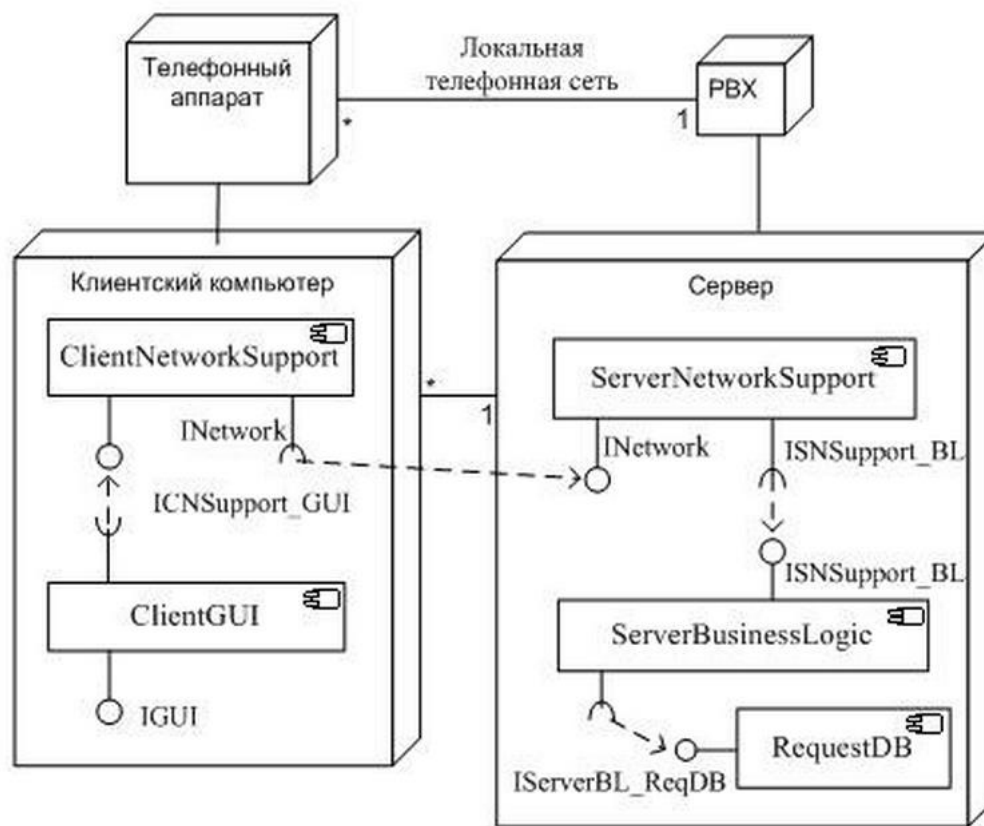 Телефонный
аппарат
Локальная
телефонная сеть
PBX
*
1
Клиентский компьютер
ClientNetworkSupport
INetwork
ICNSupport_GUI
ClientGUI
IGUI
*
1
Сервер
ServerNetworkSupport
INetwork
ISNSupport_BL
ISNSupport_BL
ServerBusinessLogic
IServerBL_ReqDB
RequestDB